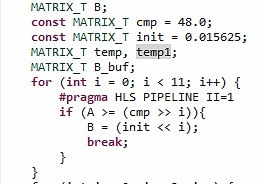 MATRIX_T B;
const MATRIX_T cmp = 48.0;
const MATRIX_T init = 0.015625;
MATRIX_T temp, temp1;
MATRIX_T B_buf;
for (int i = 0; i < 11; i++) {
#pragma HLS PIPELINE II=1
if (A >= (cmp >> i)){
B = (init << i);
break;
}
}